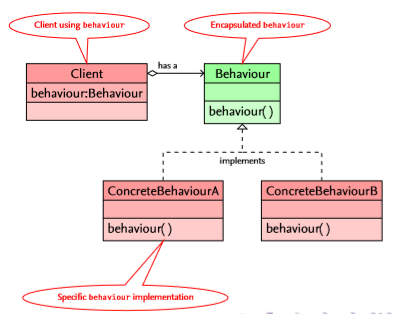 Client using behaviour
Encapsulated behaviour
Client
has a
Behaviour
behaviour:Behaviour
behaviour( )
implements
ConcreteBehaviourA
ConcreteBehaviourB
behaviour( )
behaviour( )
Specific behaviour implementation